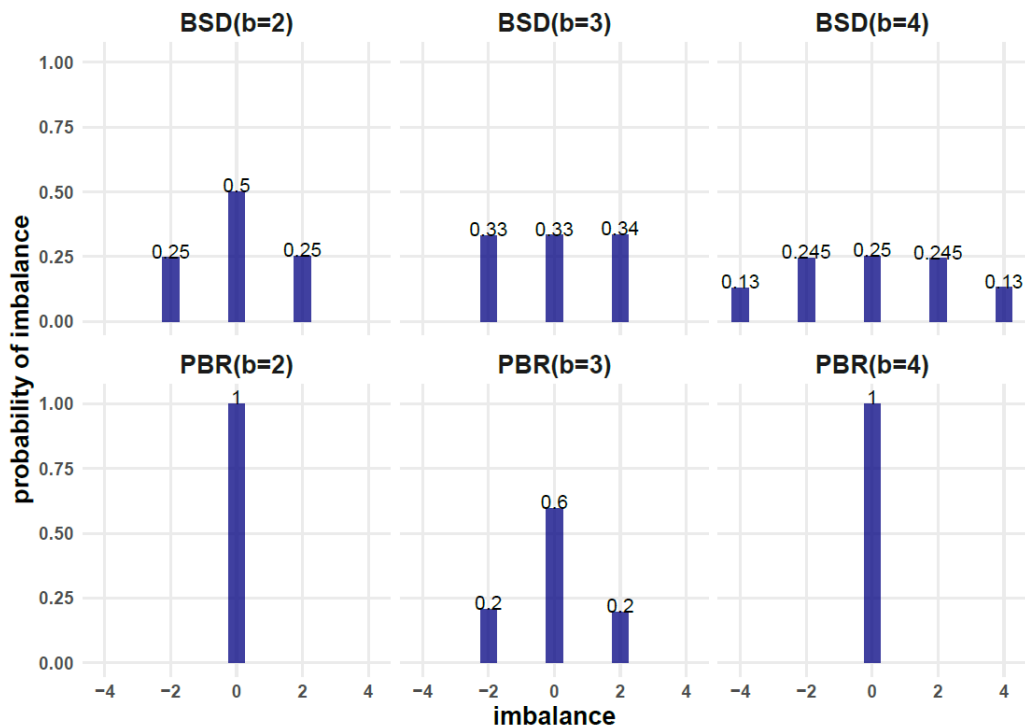 BSD(b=2) BSD(b=3) BSD(b=4)
1.00
0.75
0.50
0.25
0.00
0.25 0.5 0.25
0.33 0.33 0.34
0.13 0.245 0.25 0.245 0.13
PBR(b=2) PBR(b=3) PBR(b=4)
1.00
0.75
0.50
0.25
0.00
1
0.2 0.6 0.2
1
−4 −2 0 2 4 −4 −2 0 2 4 −4 −2 0 2 4
imbalance
probability of imbalance